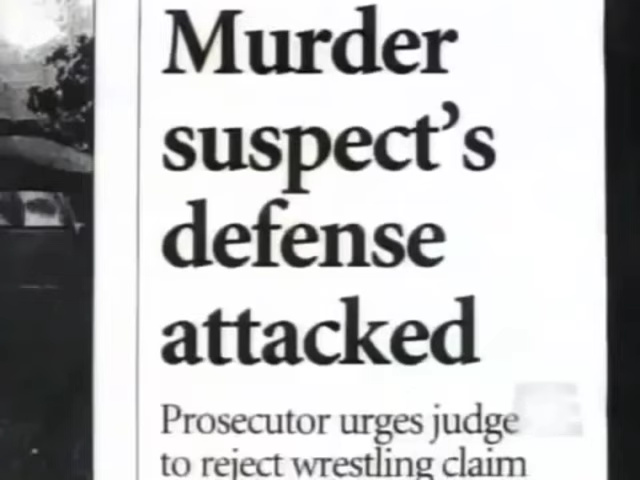 Murder
suspect's
defense
attacked
Prosecutor urges judge
to reject wrestling claim